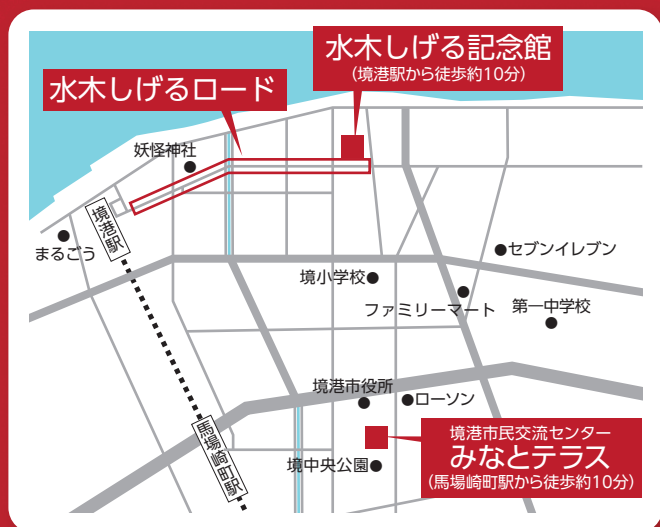 水木しげる記念館
(境港駅から徒歩約10分)
水木しげるロード
妖怪神社
境港駅
まるごう
セブンイレブン
境小学校
ファミリーマート
第一中学校
境港市役所
ローソン
馬場崎町駅
境中央公園
境港市民交流センター
みなとテラス
(馬場崎町駅から徒歩約10分)